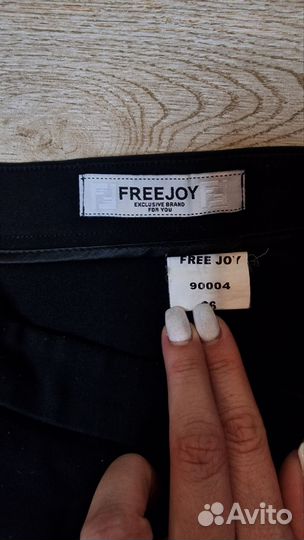 FREEJOY
EXCLUSIVE BRAND
FOR YOU
FREE JOY
90004
Avito